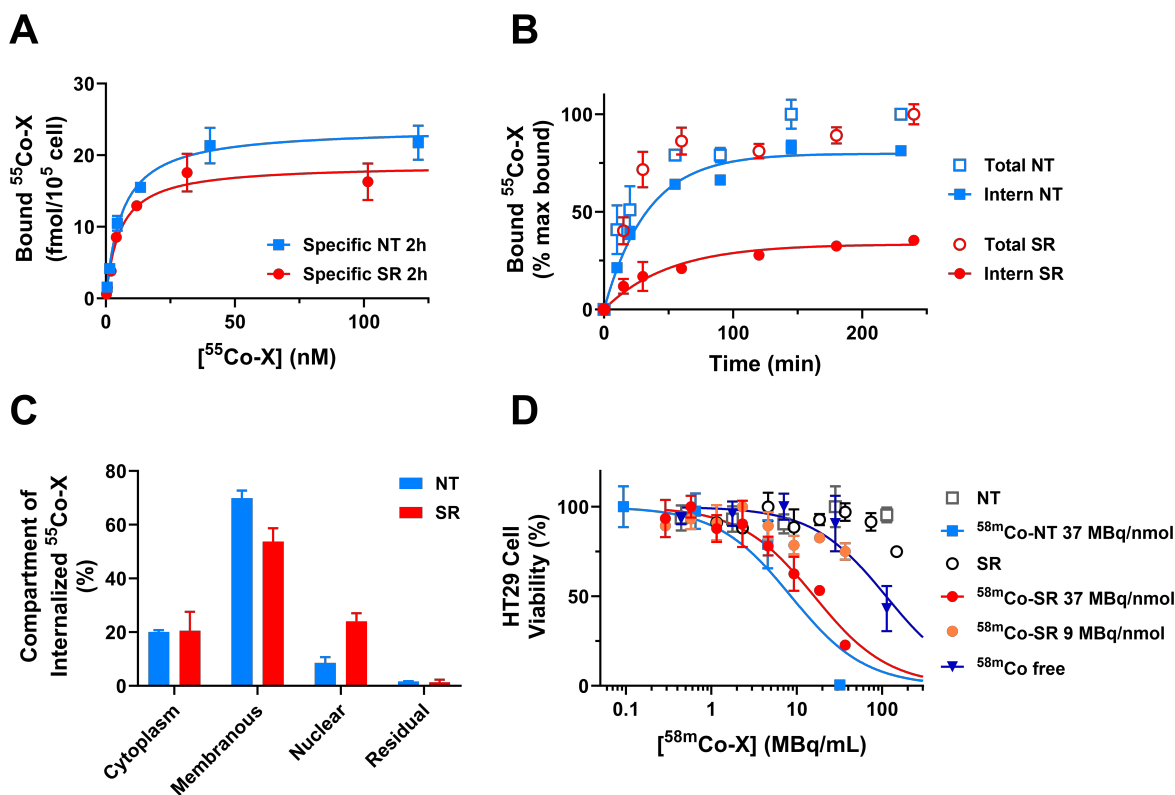 A
Bound ⁵⁵Co-X
(fmol/10⁵ cell)
30
20
10
0
0
50
100
[⁵⁵Co-X] (nM)
Specific NT 2h
Specific SR 2h
B
Bound ⁵⁵Co-X
(% max bound)
100
50
0
0
100
200
Time (min)
Total NT
Intern NT
Total SR
Intern SR
C
Compartment of
Internalized ⁵⁵Co-X
(%)
80
60
40
20
0
Cytoplasm
Membranous
Nuclear
Residual
NT
SR
D
HT29 Cell
Viability (%)
100
50
0
0.1
1
10
100
[⁵⁸ᵐCo-X] (MBq/mL)
NT
⁵⁸ᵐCo-NT 37 MBq/nmol
SR
⁵⁸ᵐCo-SR 37 MBq/nmol
⁵⁸ᵐCo-SR 9 MBq/nmol
⁵⁸ᵐCo free